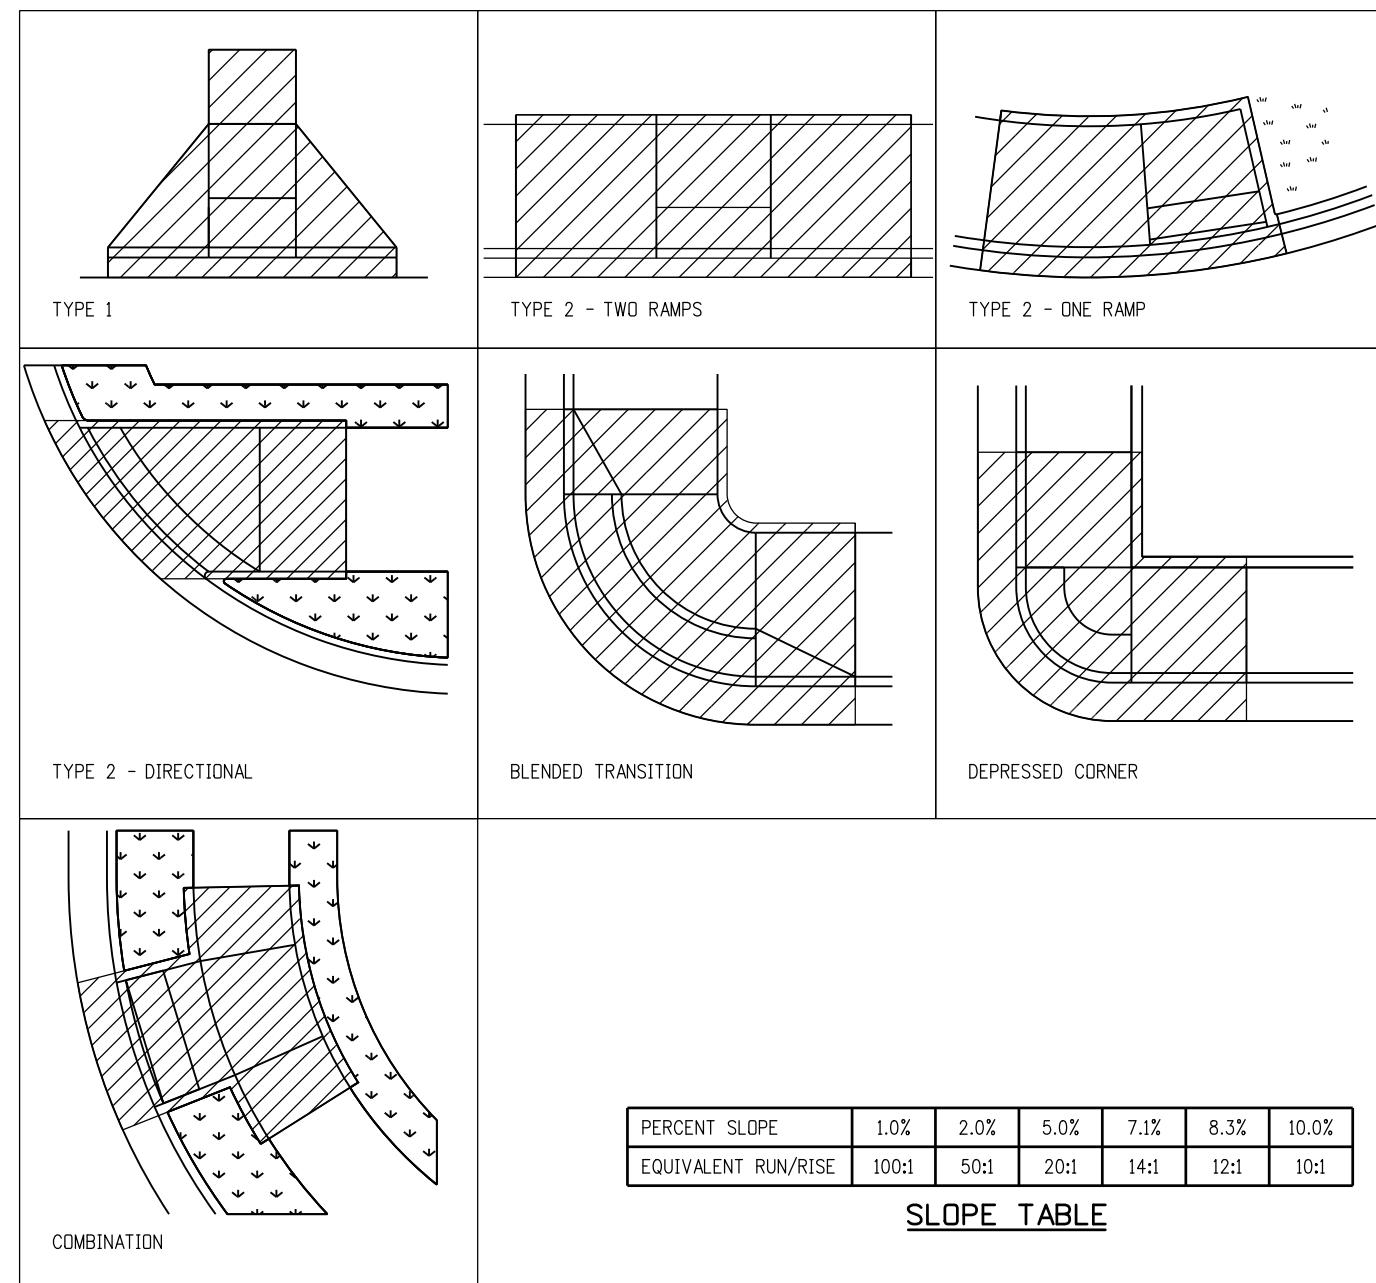 TYPE 1
TYPE 2 - TWO RAMPS
TYPE 2 - ONE RAMP
TYPE 2 - DIRECTIONAL
BLENDED TRANSITION
DEPRESSED CORNER
COMBINATION
PERCENT SLOPE 1.0% 2.0% 5.0% 7.1% 8.3% 10.0%
EQUIVALENT RUN/RISE 100:1 50:1 20:1 14:1 12:1 10:1
SLOPE TABLE